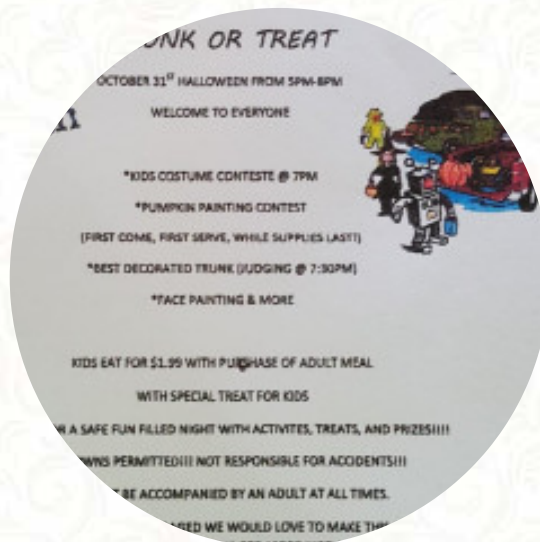 OR TREAT
OCTOBER 31ST HALLOWEEN FROM 5PM-8PM
WELCOME TO EVERYONE
*KIDS COSTUME CONTESTE @ 7PM
*PUMPKIN PAINTING CONTEST
(FIRST COME, FIRST SERVE, WHILE SUPPLIES LAST!)
*BEST DECORATED TRUNK (JUDGING @ 7:30PM)
*FACE PAINTING & MORE
KIDS EAT FOR $1.99 WITH PURCHASE OF ADULT MEAL
WITH SPECIAL TREAT FOR KIDS
A SAFE FUN FILLED NIGHT WITH ACTIVITES, TREATS, AND PRIZES!!!!
PERMITTED!!! NOT RESPONSIBLE FOR ACCIDENTS!!!
BE ACCOMPANIED BY AN ADULT AT ALL TIMES.
WE WOULD LOVE TO MAKE